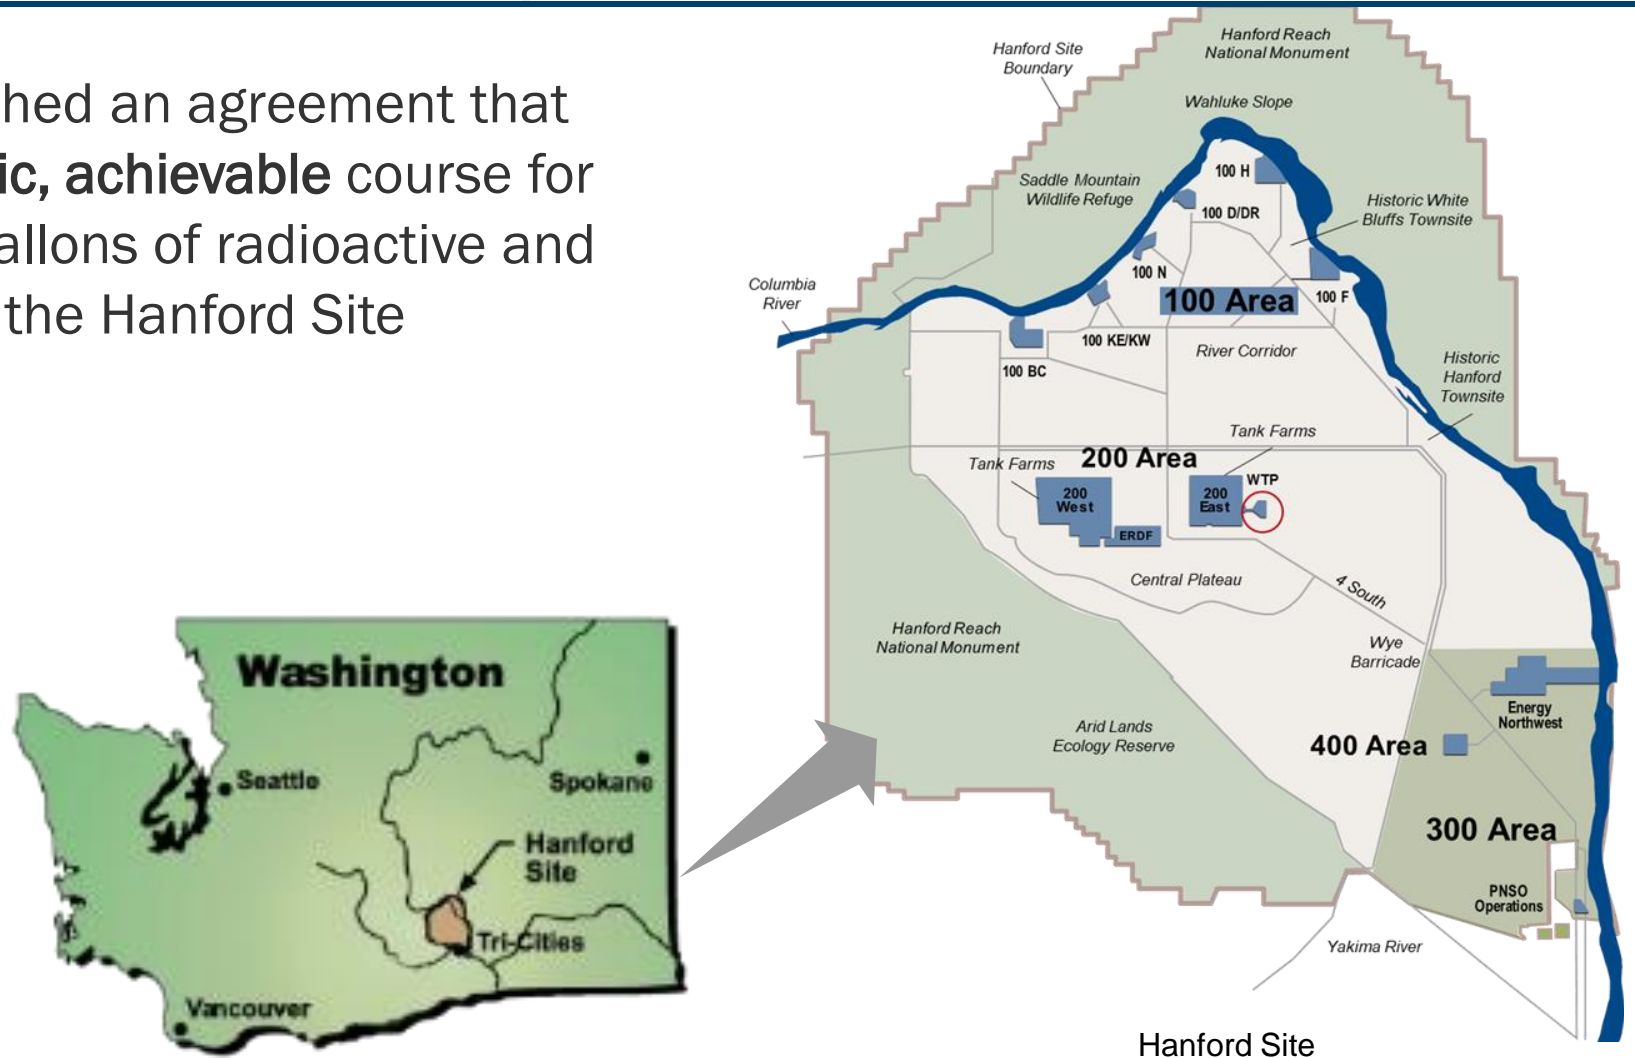 hed an agreement that
ic, achievable course for
allons of radioactive and
the Hanford Site
Hanford Reach
National Monument
Hanford Site
Boundary
Wahluke Slope
100 H
Saddle Mountain
Wildlife Refuge
100 D/DR
Historic White
Bluffs Townsite
100 N
Columbia
River
100 Area
100 F
100 KE/KW
River Corridor
100 BC
Historic
Hanford
Townsite
Tank Farms
200 Area
Tank Farms
WTP
200
West
200
East
ERDF
Central Plateau
4 South
Hanford Reach
National Monument
Wye
Barricade
Energy
Northwest
Arid Lands
Ecology Reserve
400 Area
300 Area
PNSO
Operations
Yakima River
Hanford Site
Washington
Seattle
Spokane
Hanford
Site
Tri-Cities
Vancouver